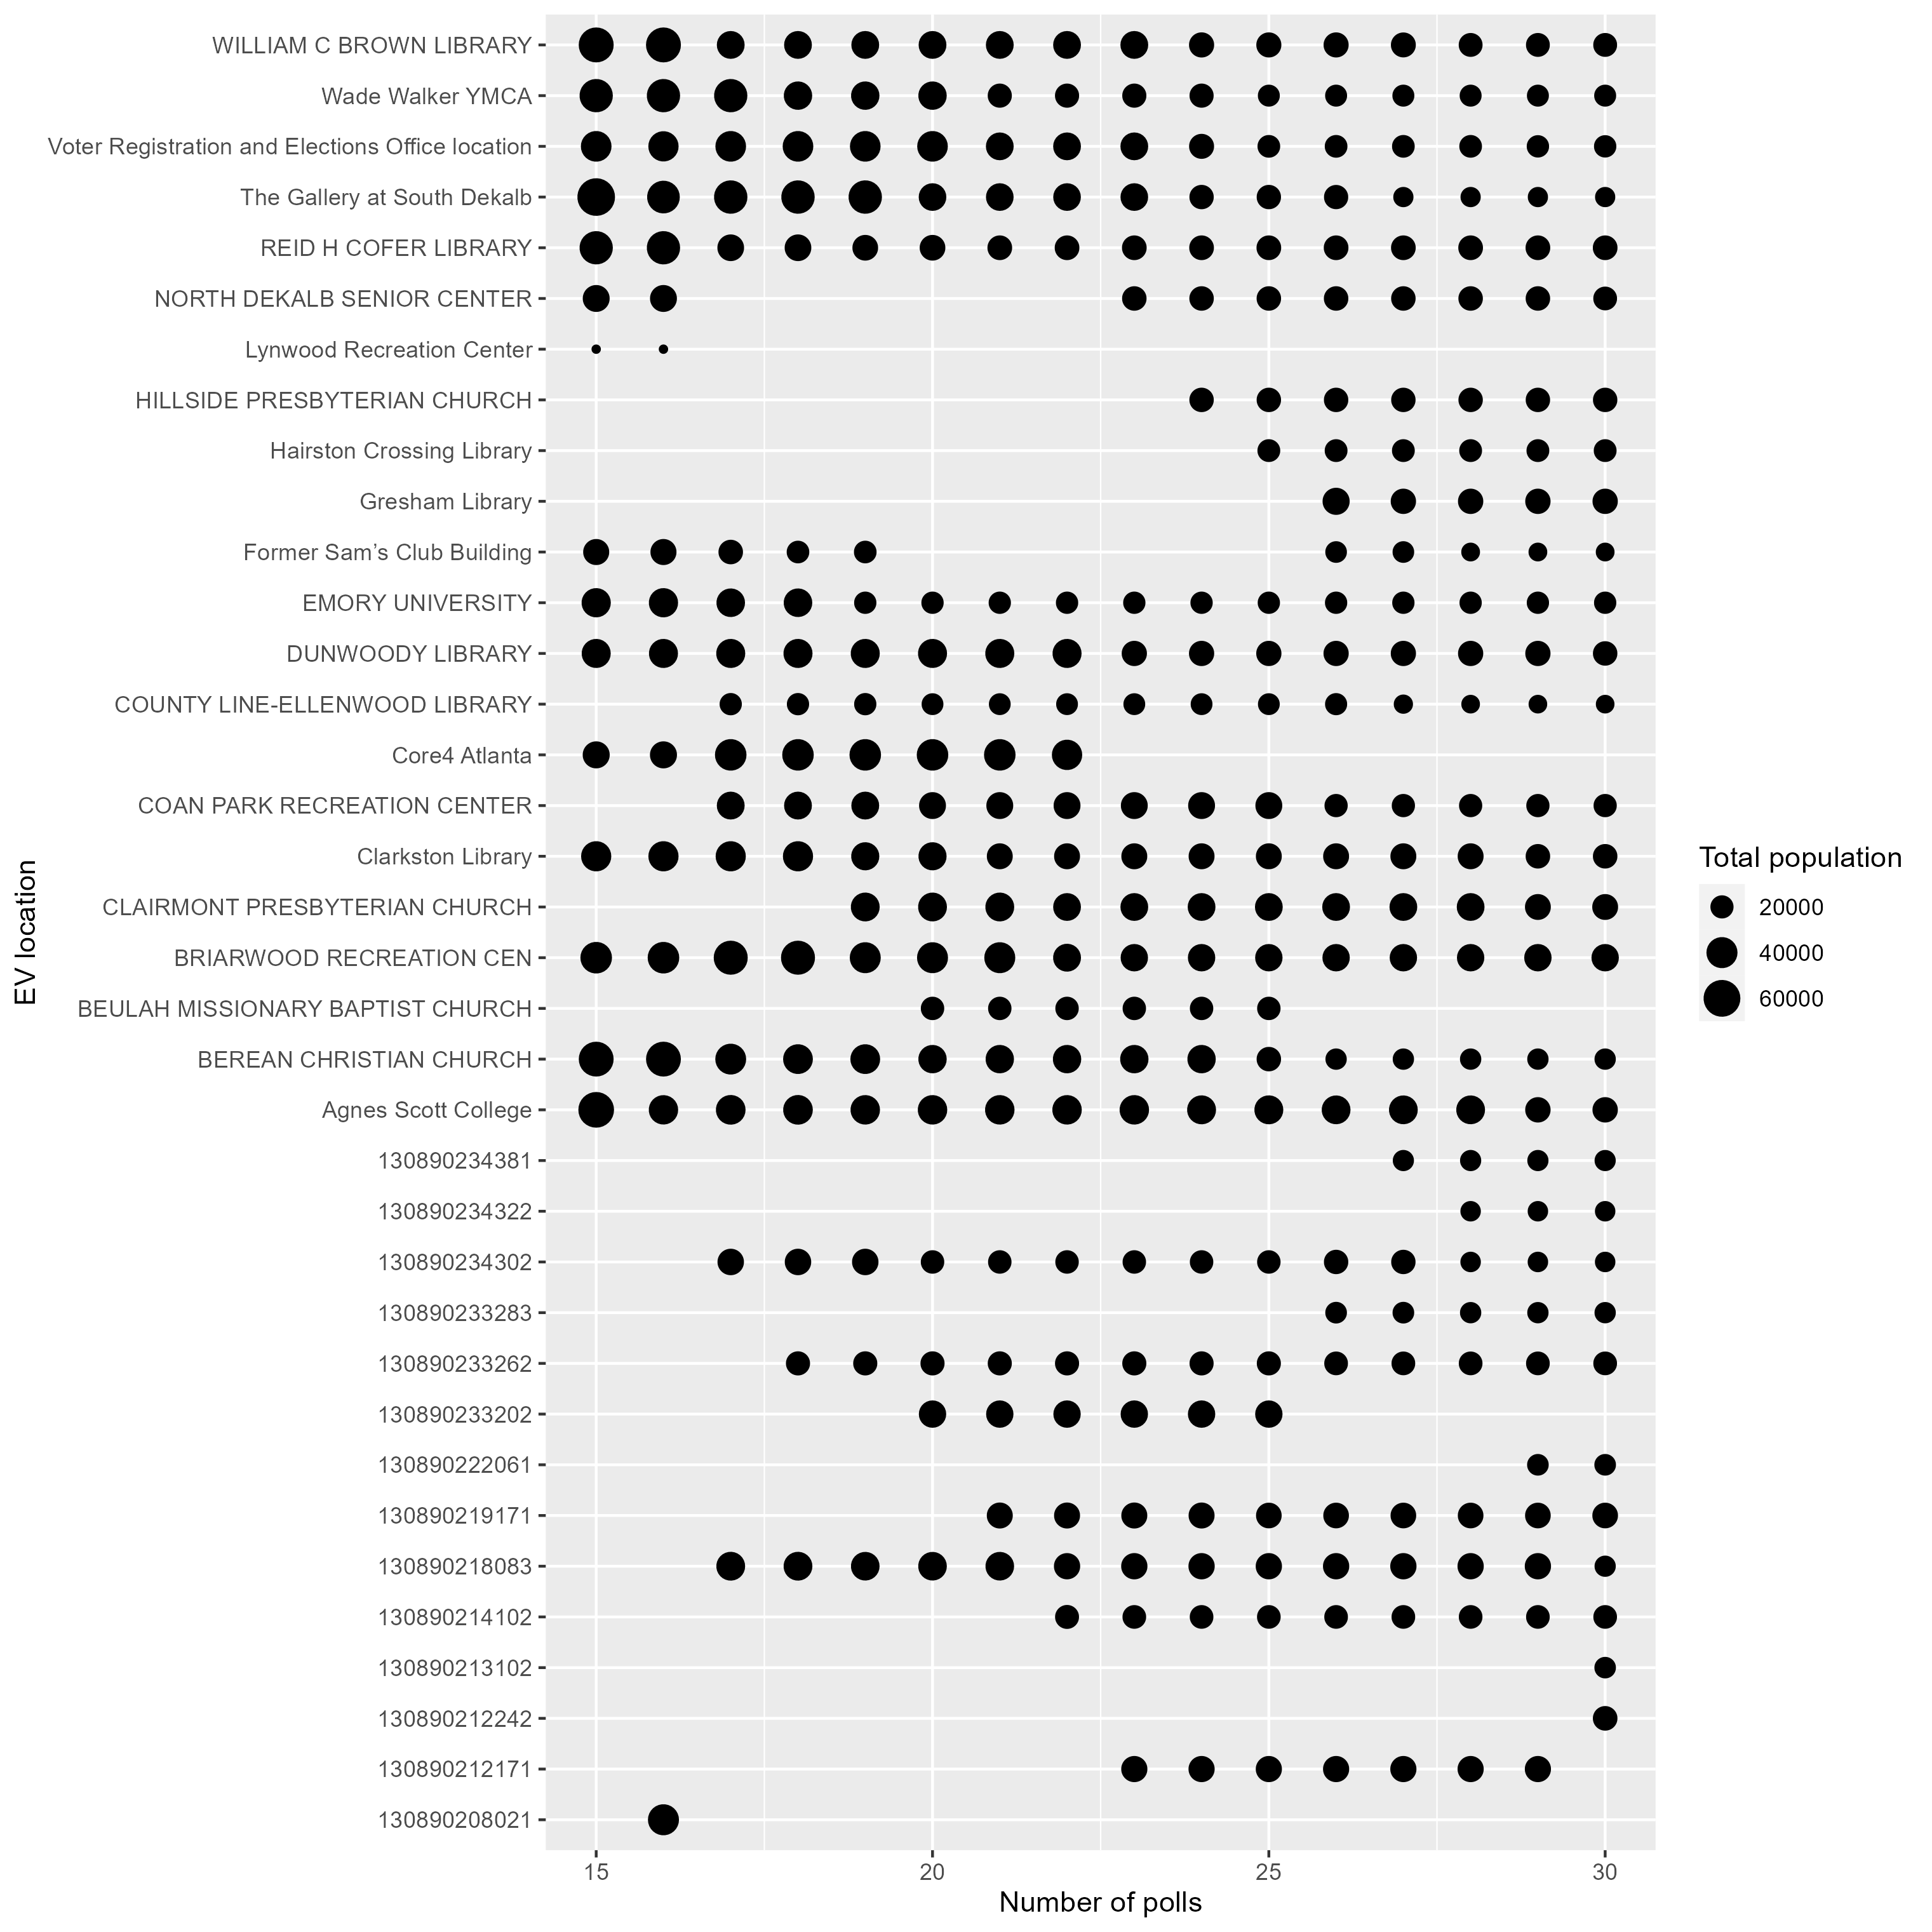 WILLIAM C BROWN LIBRARY
Wade Walker YMCA
Voter Registration and Elections Office location
The Gallery at South Dekalb
REID H COFER LIBRARY
NORTH DEKALB SENIOR CENTER
Lynwood Recreation Center
HILLSIDE PRESBYTERIAN CHURCH
Hairston Crossing Library
Gresham Library
Former Sam’s Club Building
EMORY UNIVERSITY
DUNWOODY LIBRARY
COUNTY LINE-ELLENWOOD LIBRARY
Core4 Atlanta
COAN PARK RECREATION CENTER
Clarkston Library
CLAIRMONT PRESBYTERIAN CHURCH
BRIARWOOD RECREATION CEN
BEULAH MISSIONARY BAPTIST CHURCH
BEREAN CHRISTIAN CHURCH
Agnes Scott College
130890234381
130890234322
130890234302
130890233283
130890233262
130890233202
130890222061
130890219171
130890218083
130890214102
130890213102
130890212242
130890212171
130890208021
EV location
15 20 25 30
Number of polls
Total population
20000
40000
60000